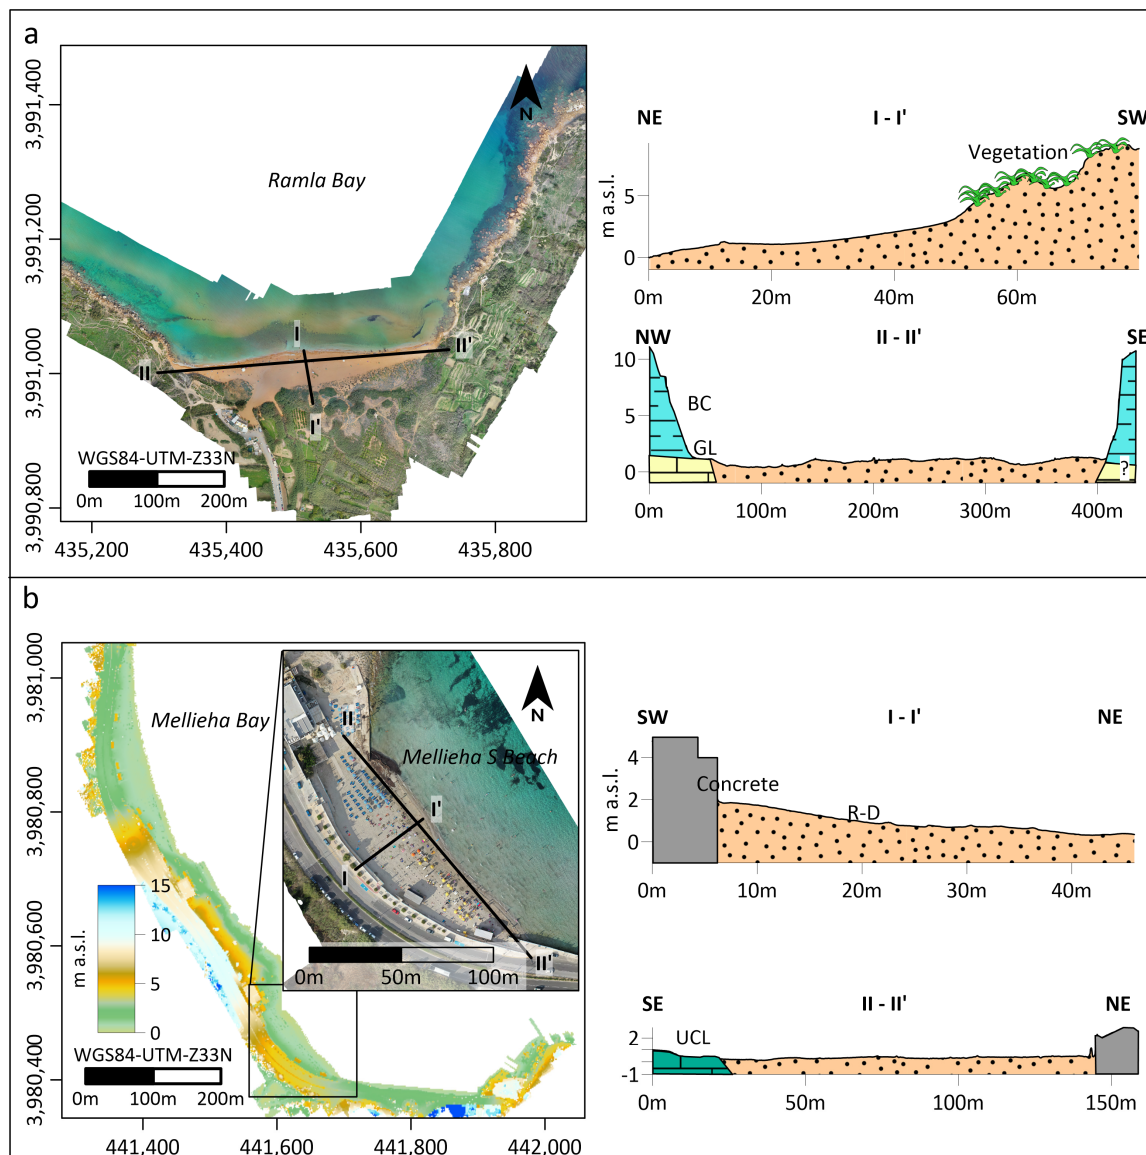 a
3,991,400
3,991,200
3,991,000
3,990,800
N
Ramla Bay
I
II
II'
I'
WGS84-UTM-Z33N
0m 100m 200m
435,200 435,400 435,600 435,800
NE I - I' SW
Vegetation
m a.s.l.
5
0
0m 20m 40m 60m
NW II - II' SE
10
BC
5
GL
0
?
0m 100m 200m 300m 400m
b
3,981,000
3,980,800
3,980,600
3,980,400
Mellieha Bay
N
II
Mellieha S Beach
I'
I
II'
0m 50m 100m
m a.s.l.
15
10
5
0
WGS84-UTM-Z33N
0m 100m 200m
441,400 441,600 441,800 442,000
SW I - I' NE
m a.s.l.
4
Concrete
2
R-D
0
0m 10m 20m 30m 40m
SE II - II' NE
2
UCL
-1
0m 50m 100m 150m